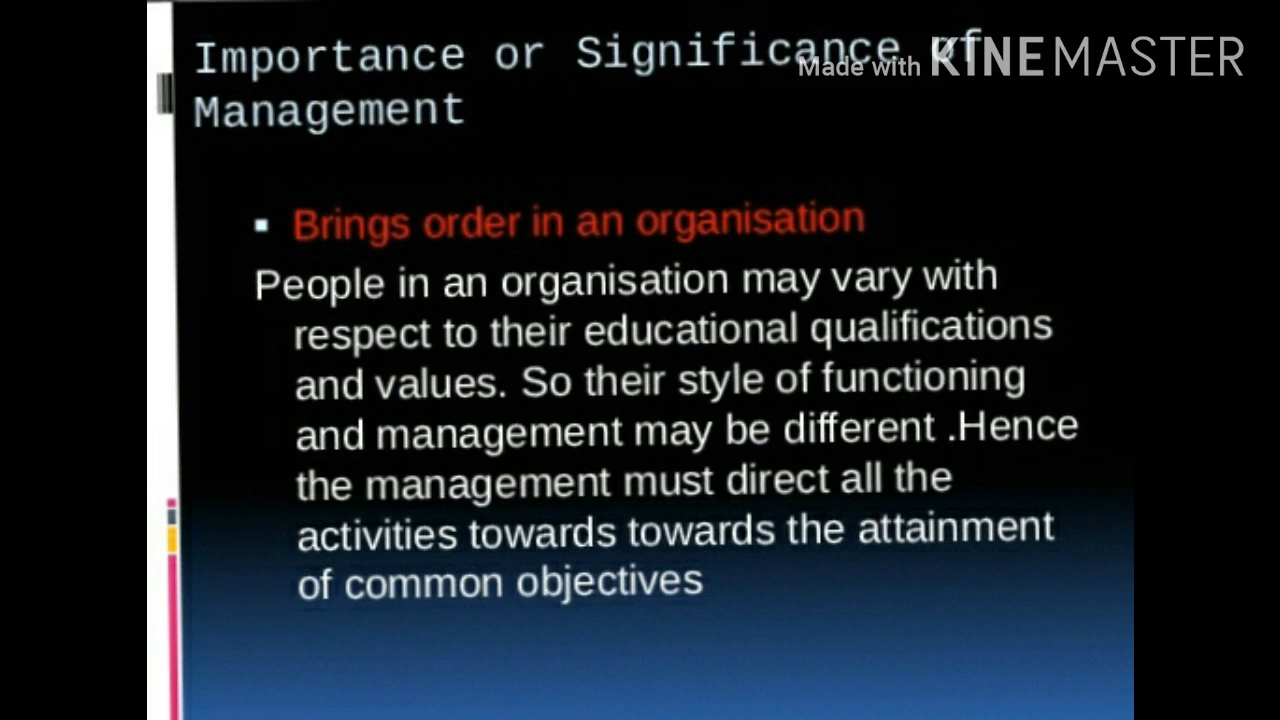 Importance or Significance of
Made with KINEMASTER
Management
▪ Brings order in an organisation
People in an organisation may vary with
respect to their educational qualifications
and values. So their style of functioning
and management may be different .Hence
the management must direct all the
activities towards towards the attainment
of common objectives